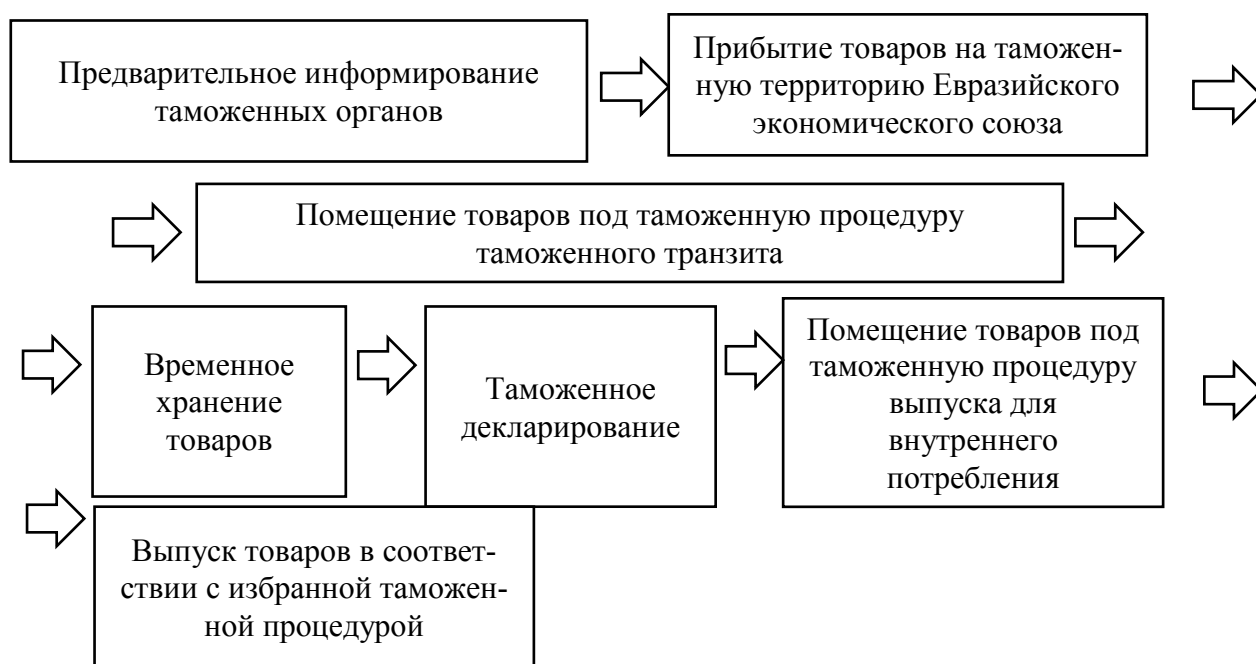 Предварительное информирование
таможенных органов
Прибытие товаров на таможен-
ную территорию Евразийского
экономического союза
Помещение товаров под таможенную процедуру
таможенного транзита
Временное
хранение
товаров
Таможенное
декларирование
Помещение товаров под
таможенную процедуру
выпуска для
внутреннего
потребления
Выпуск товаров в соответ-
ствии с избранной таможен-
ной процедурой